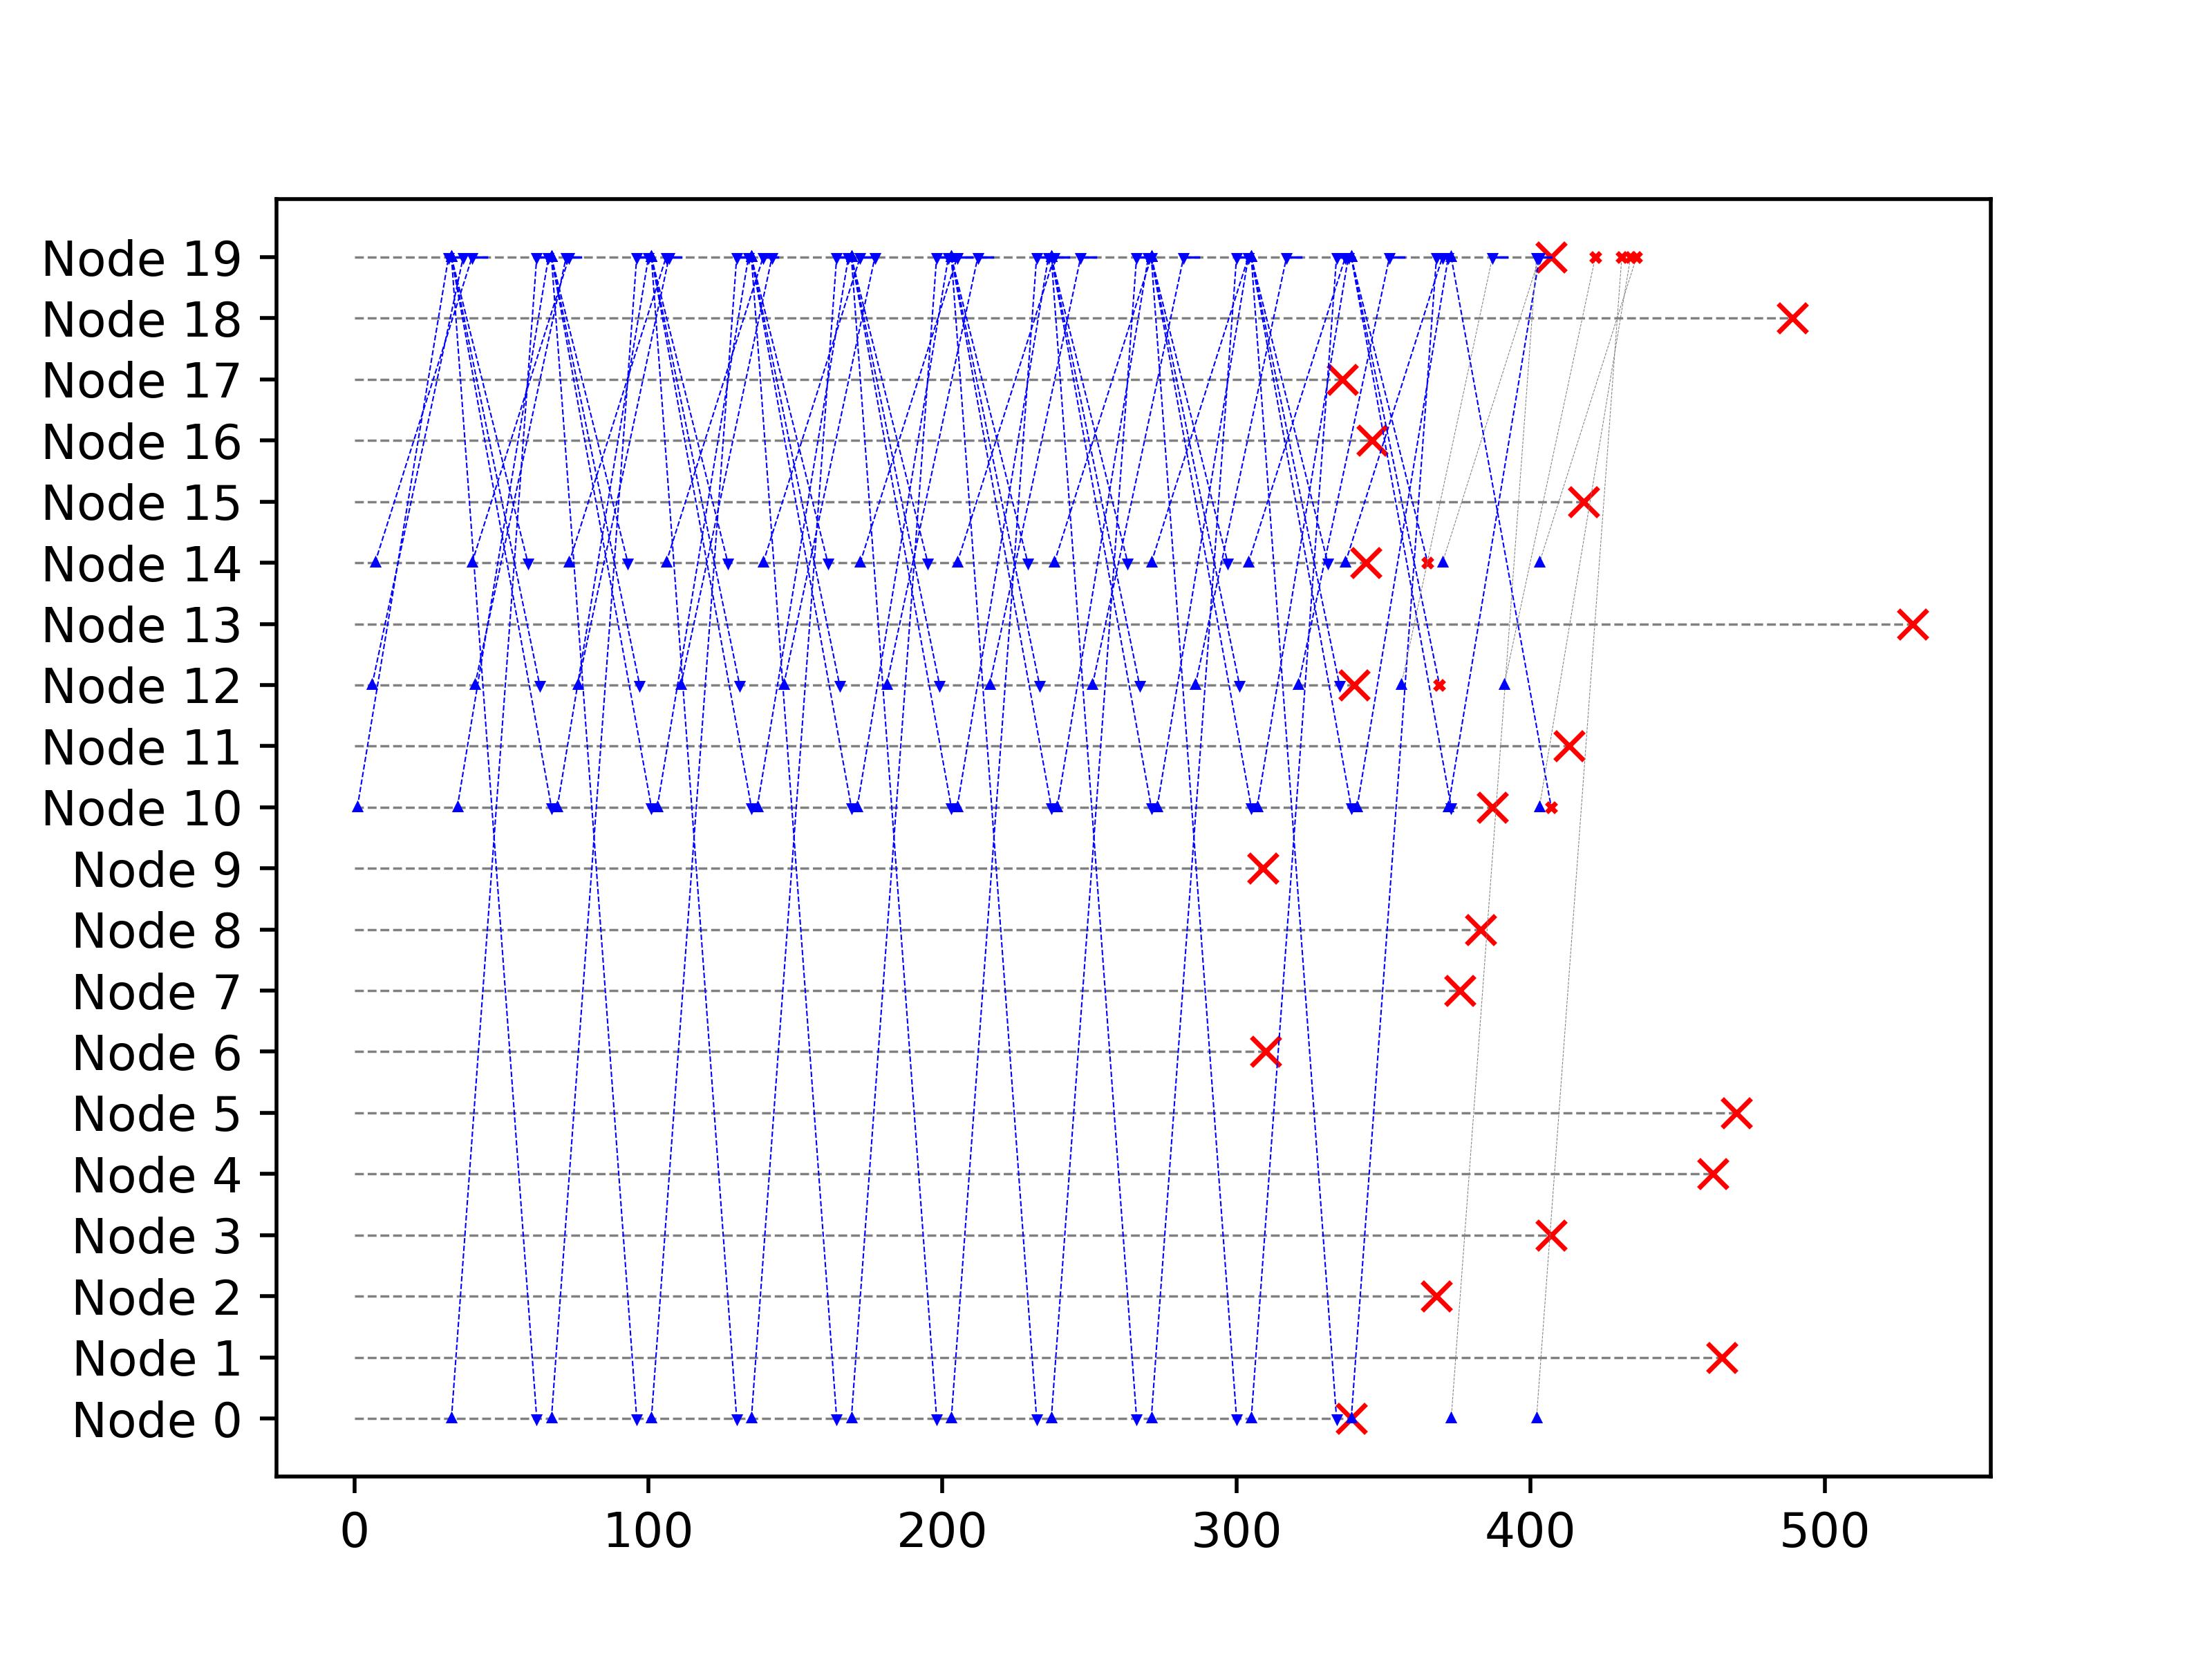 Node 19
Node 18
Node 17
Node 16
Node 15
Node 14
Node 13
Node 12
Node 11
Node 10
Node 9
Node 8
Node 7
Node 6
Node 5
Node 4
Node 3
Node 2
Node 1
Node 0
0 100 200 300 400 500